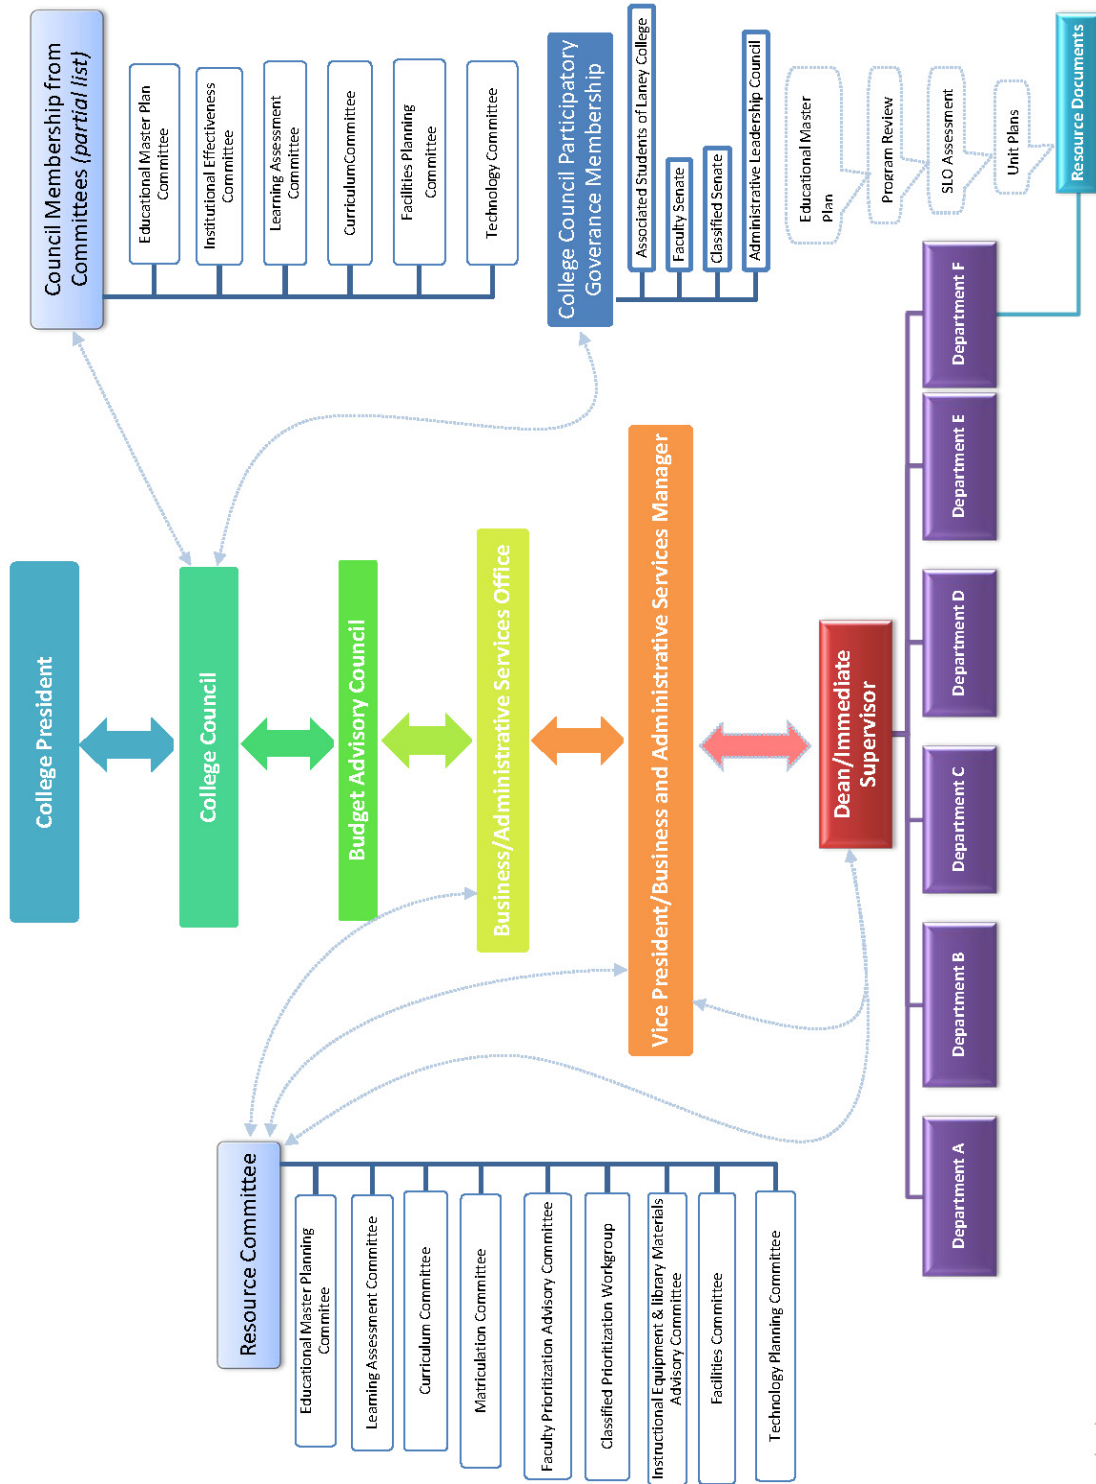 College President
College Council
Budget Advisory Council
Business/Administrative Services Office
Vice President/Business and Administrative Services Manager
Dean/Immediate
Supervisor
Resource Committee
Educational Master Planning
Commitee
Learning Assessment Committee
Curriculum Committee
Matriculation Committee
Faculty Prioritization Advisory Committee
Classified Prioritization Workgroup
Instructional Equipment & library Materials
Advisory Committee
Facilities Committee
Technology Planning Committee
Council Membership from
Committees (partial list)
Educational Master Plan
Committee
Institutional Effectiveness
Committee
Learning Assessment
Committee
CurriculumCommittee
Facilities Planning
Committee
Technology Committee
College Council Participatory
Goverance Membership
Associated Students of Laney College
Faculty Senate
Classified Senate
Administrative Leadership Council
Educational Master
Plan
Program Review
SLO Assessment
Unit Plans
Resource Documents
Department A
Department B
Department C
Department D
Department E
Department F